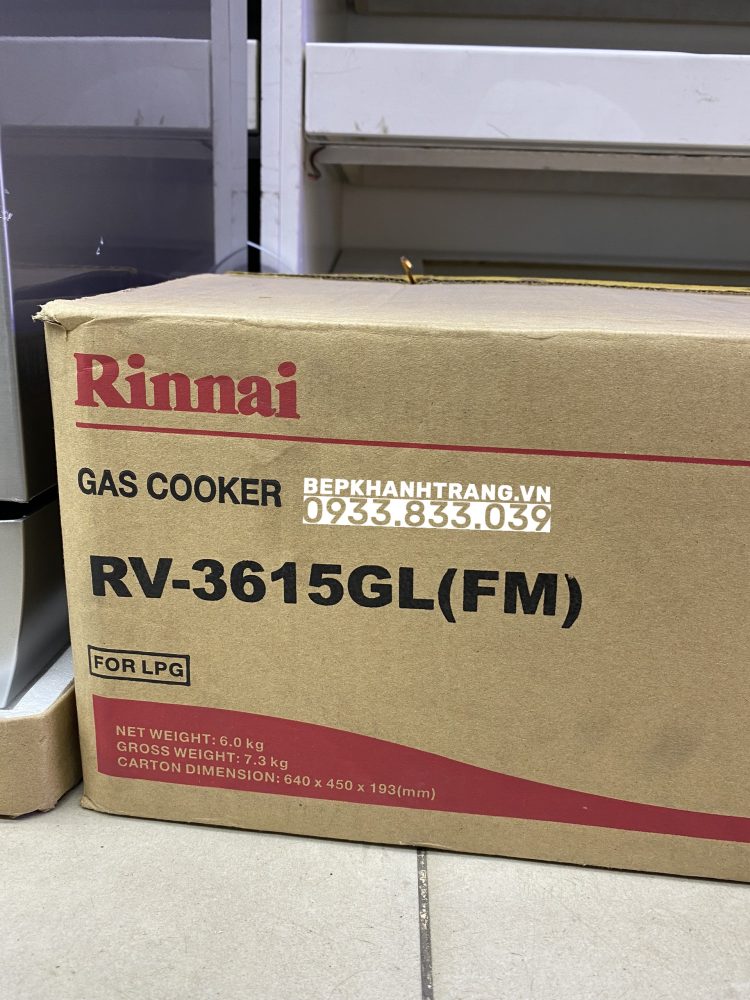 Rinnai
GAS COOKER
BEPKHANHTRANG.VN
0933.833.039
RV-3615GL(FM)
FOR LPG
NET WEIGHT: 6.0 kg
GROSS WEIGHT: 7.3 kg
CARTON DIMENSION: 640 x 450 x 193(mm)